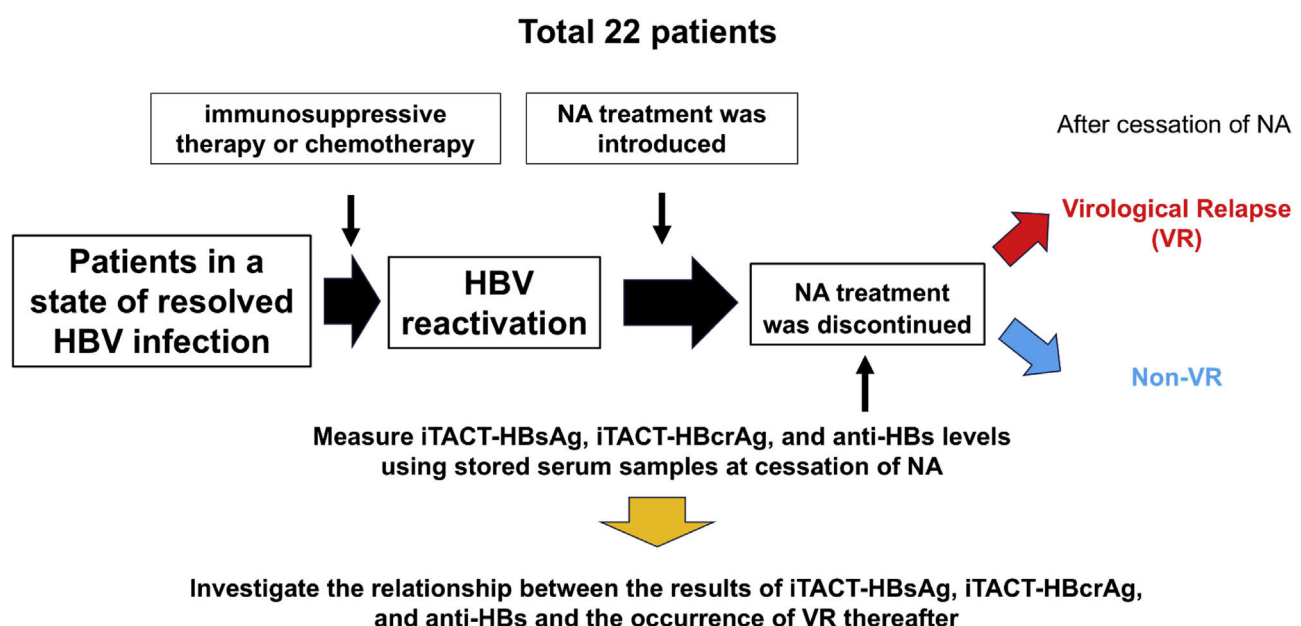 Total 22 patients
immunosuppressive
therapy or chemotherapy
NA treatment was
introduced
After cessation of NA
Virological Relapse
(VR)
Patients in a
state of resolved
HBV infection
HBV
reactivation
NA treatment
was discontinued
Non-VR
Measure iTACT-HBsAg, iTACT-HBcrAg, and anti-HBs levels
using stored serum samples at cessation of NA
Investigate the relationship between the results of iTACT-HBsAg, iTACT-HBcrAg,
and anti-HBs and the occurrence of VR thereafter